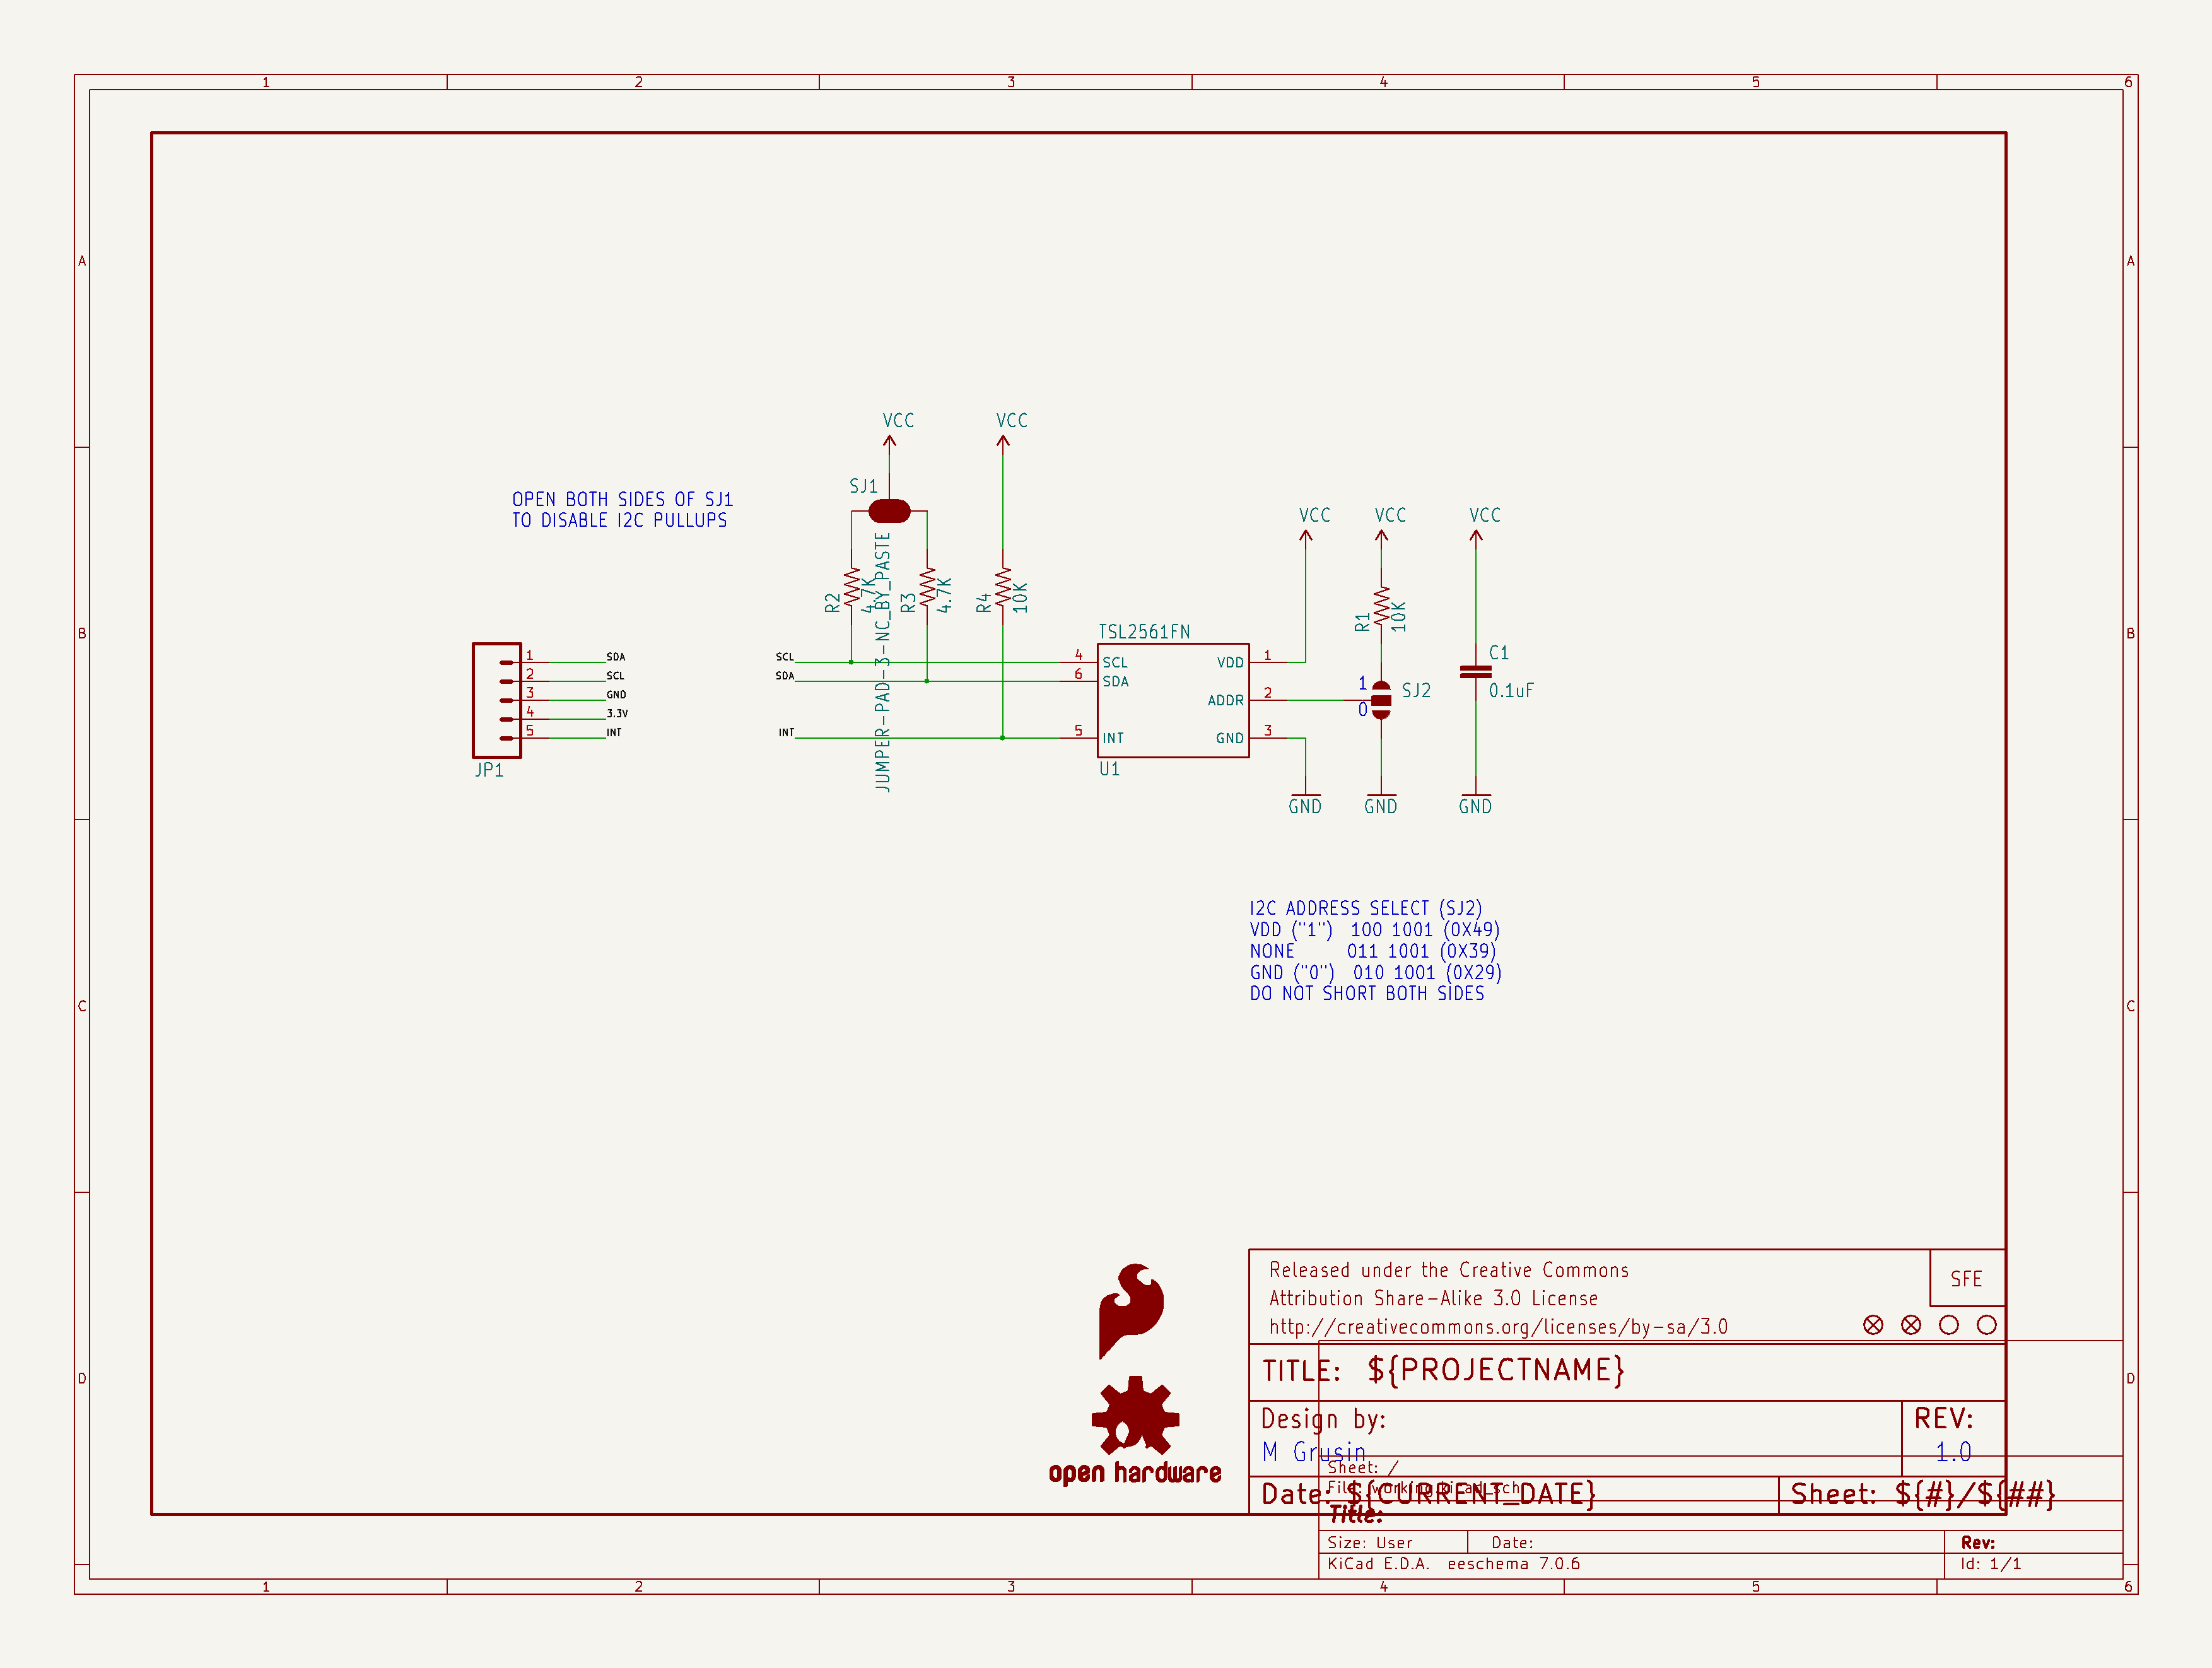 1 2 3 4 5 6
A A
VCC VCC
SJ1
OPEN BOTH SIDES OF SJ1
TO DISABLE I2C PULLUPS
VCC VCC VCC
JUMPER-PAD-3-NC_BY_PASTE
R2 4.7K R3 4.7K R4 10K R1 10K
B B
TSL2561FN
1 SDA
2 SCL
3 GND
4 3.3V
5 INT
JP1
SCL 4 SCL VDD 1
SDA 6 SDA
ADDR 2
INT 5 INT GND 3
U1
1
0
SJ2
C1
0.1uF
GND GND GND
I2C ADDRESS SELECT (SJ2)
VDD ("1") 100 1001 (0X49)
NONE 011 1001 (0X39)
GND ("0") 010 1001 (0X29)
DO NOT SHORT BOTH SIDES
C C
Released under the Creative Commons
Attribution Share-Alike 3.0 License
http://creativecommons.org/licenses/by-sa/3.0
SFE
TITLE: ${PROJECTNAME}
D D
Design by:
M Grusin
REV:
1.0
Sheet: /
File: working.kicad_sch
Date: ${CURRENT_DATE}
Sheet: ${#}/${##}
Title:
Size: User Date: Rev:
KiCad E.D.A. eeschema 7.0.6 Id: 1/1
open hardware
1 2 3 4 5 6